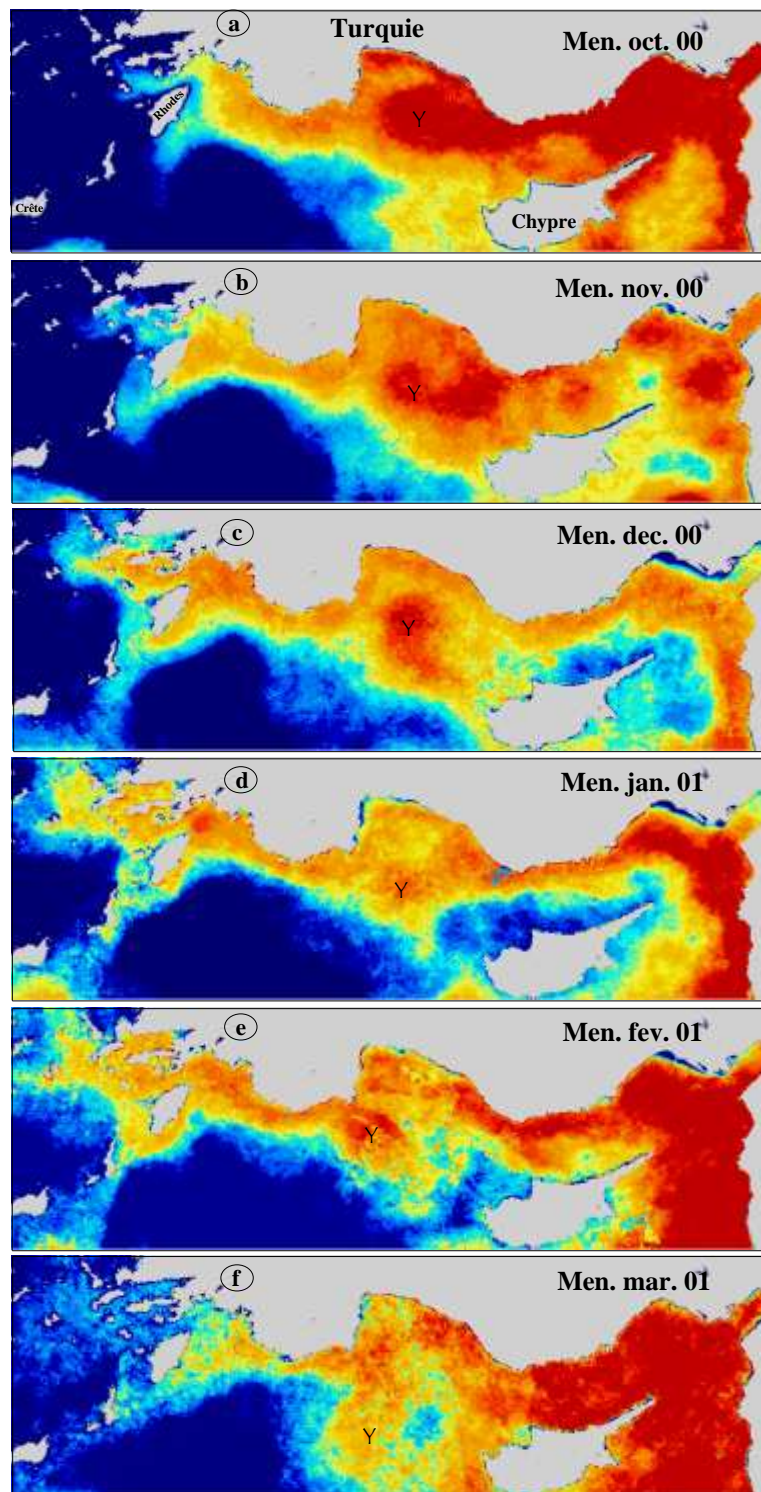 a
Turquie
Men. oct. 00
Rhodes
Y
Crête
Chypre
b
Men. nov. 00
Y
c
Men. dec. 00
Y
d
Men. jan. 01
Y
e
Men. fev. 01
Y
f
Men. mar. 01
Y